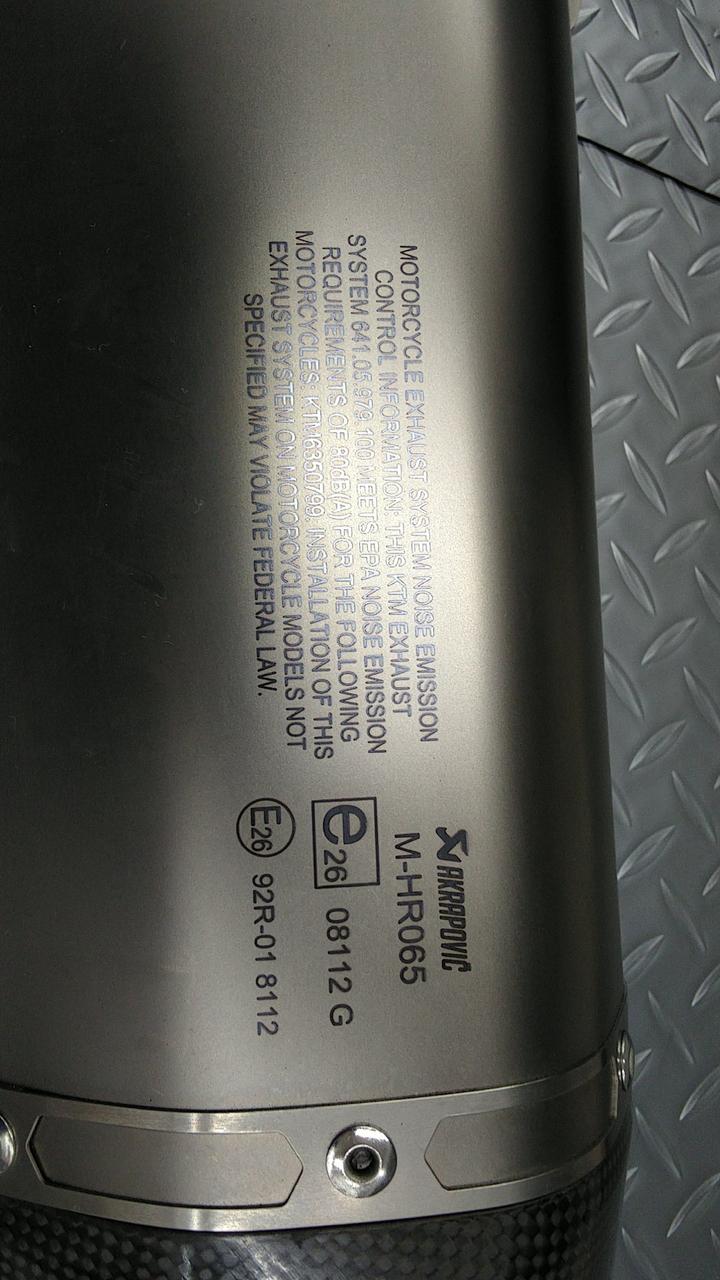 MOTORCYCLE EXHAUST SYSTEM NOISE EMISSION
CONTROL INFORMATION: THIS KTM EXHAUST
SYSTEM 641.05.979.100 MEETS EPA NOISE EMISSION
REQUIREMENTS OF 80dB(A) FOR THE FOLLOWING
MOTORCYCLES: KTM6350799. INSTALLATION OF THIS
EXHAUST SYSTEM ON MOTORCYCLE MODELS NOT
SPECIFIED MAY VIOLATE FEDERAL LAW.
AKRAPOVIČ
M-HR065
e26 08112 G
E26 92R-01 8112